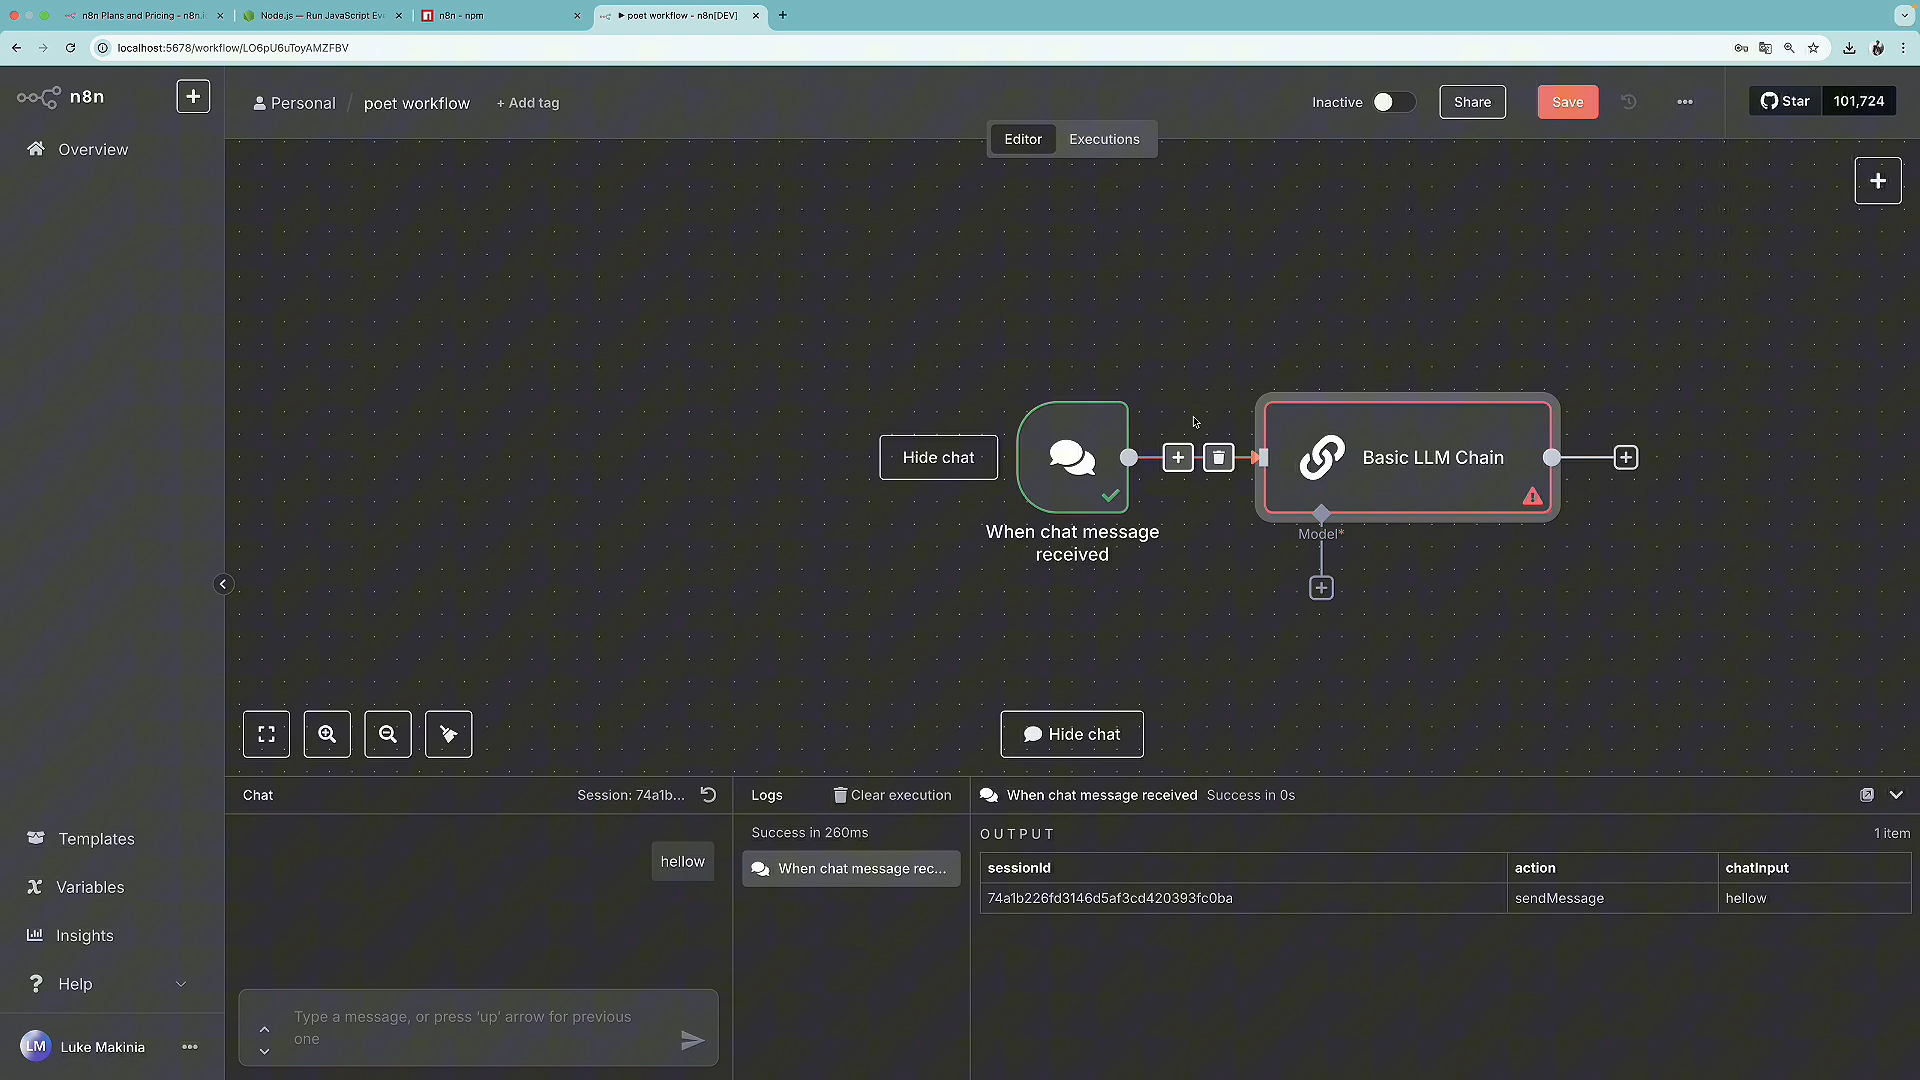 n8n Plans and Pricing - n8n.i
Node.js — Run JavaScript Ev
n8n - npm
poet workflow - n8n[DEV]
localhost:5678/workflow/LO6pU6uToyAMZFBV
n8n
Personal / poet workflow + Add tag
Inactive
Share
Save
Star 101,724
Editor
Executions
Overview
Hide chat
Basic LLM Chain
When chat message
received
Model*
Hide chat
Templates
Variables
Insights
Help
LM Luke Makinia
Chat
Session: 74a1b...
hellow
Type a message, or press ‘up’ arrow for previous
one
Logs
Clear execution
Success in 260ms
When chat message rec...
When chat message received Success in 0s
OUTPUT
1 item
sessionId action chatInput
74a1b226fd3146d5af3cd420393fc0ba sendMessage hellow